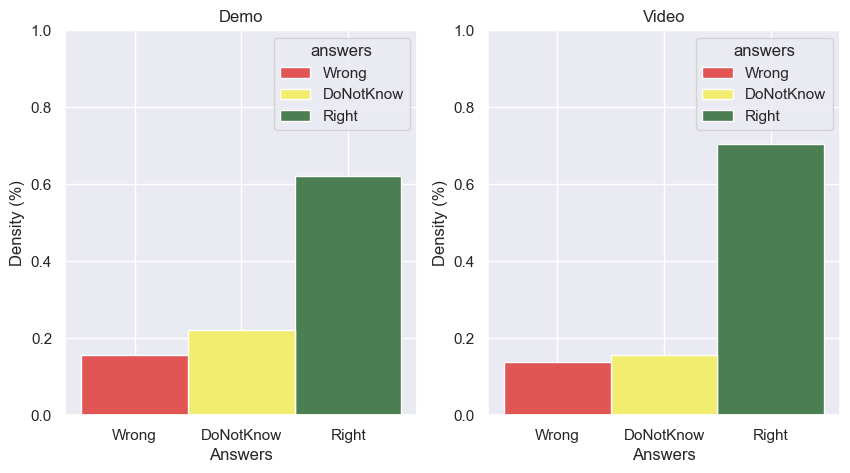 Demo
1.0
0.8
0.6
0.4
0.2
0.0
Density (%)
answers
Wrong
DoNotKnow
Right
Wrong DoNotKnow Right
Answers
Video
1.0
0.8
0.6
0.4
0.2
0.0
Density (%)
answers
Wrong
DoNotKnow
Right
Wrong DoNotKnow Right
Answers